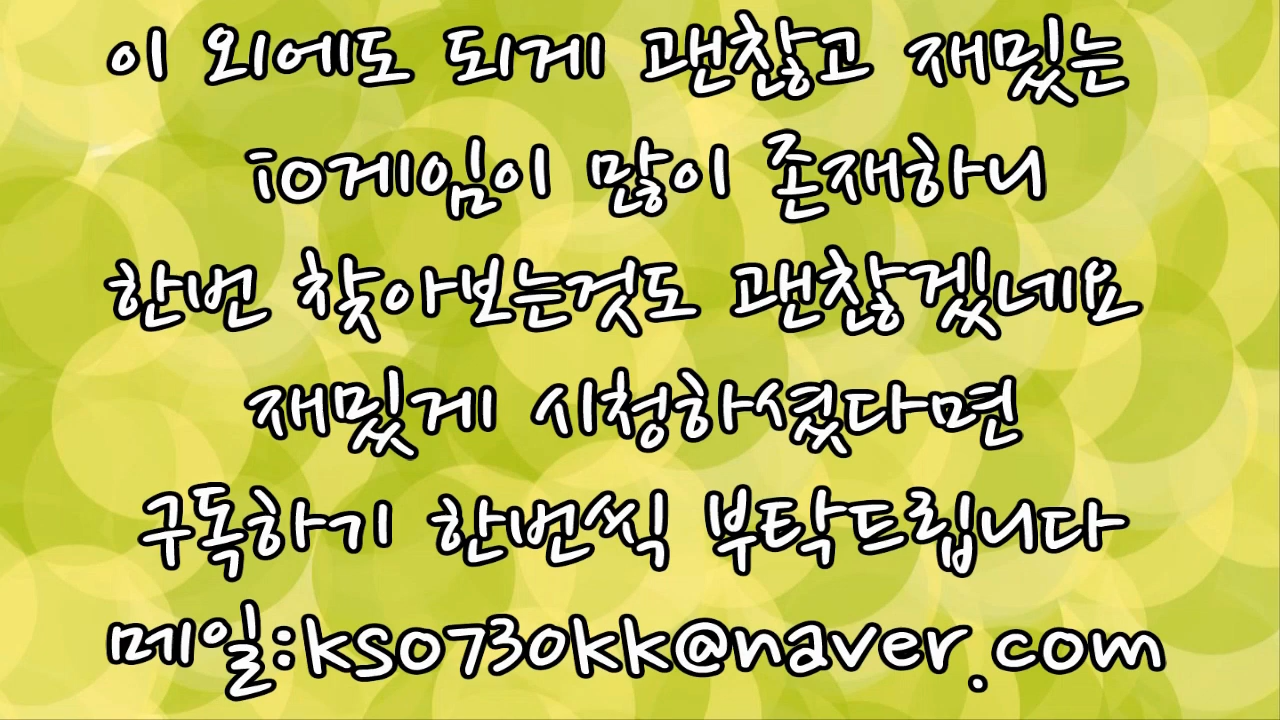 이 외에도 되게 괜찮고 재밌는
io게임이 많이 존재하니
한번 찾아보는것도 괜찮겠네요
재밌게 시청하셨다면
구독하기 한번씩 부탁드립니다
메일:kso730kk@naver.com